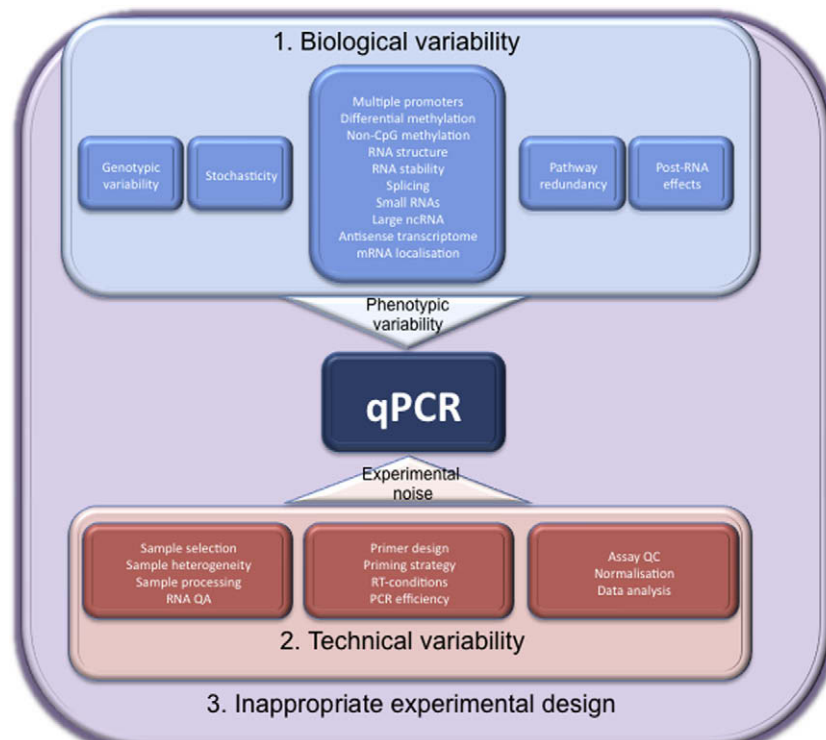 1. Biological variability
Genotypic
variability
Stochasticity
Multiple promoters
Differential methylation
Non-CpG methylation
RNA structure
RNA stability
Splicing
Small RNAs
Large ncRNA
Antisense transcriptome
mRNA localisation
Pathway
redundancy
Post-RNA
effects
Phenotypic
variability
qPCR
Experimental
noise
Sample selection
Sample heterogeneity
Sample processing
RNA QA
Primer design
Priming strategy
RT-conditions
PCR efficiency
Assay QC
Normalisation
Data analysis
2. Technical variability
3. Inappropriate experimental design